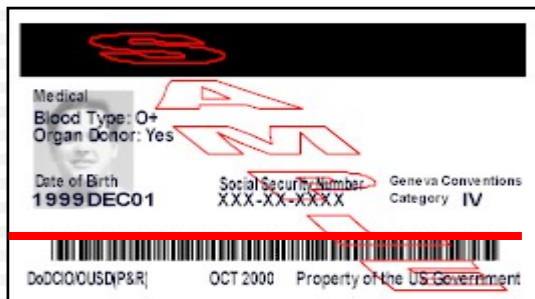 SAMPLE
Medical
Blood Type: O+
Organ Donor: Yes
Date of Birth Social Security Number Geneva Conventions
1999DEC01 XXX-XX-XXXX Category IV
DoDCIO/OUSD(P&R) OCT 2000 Property of the US Government